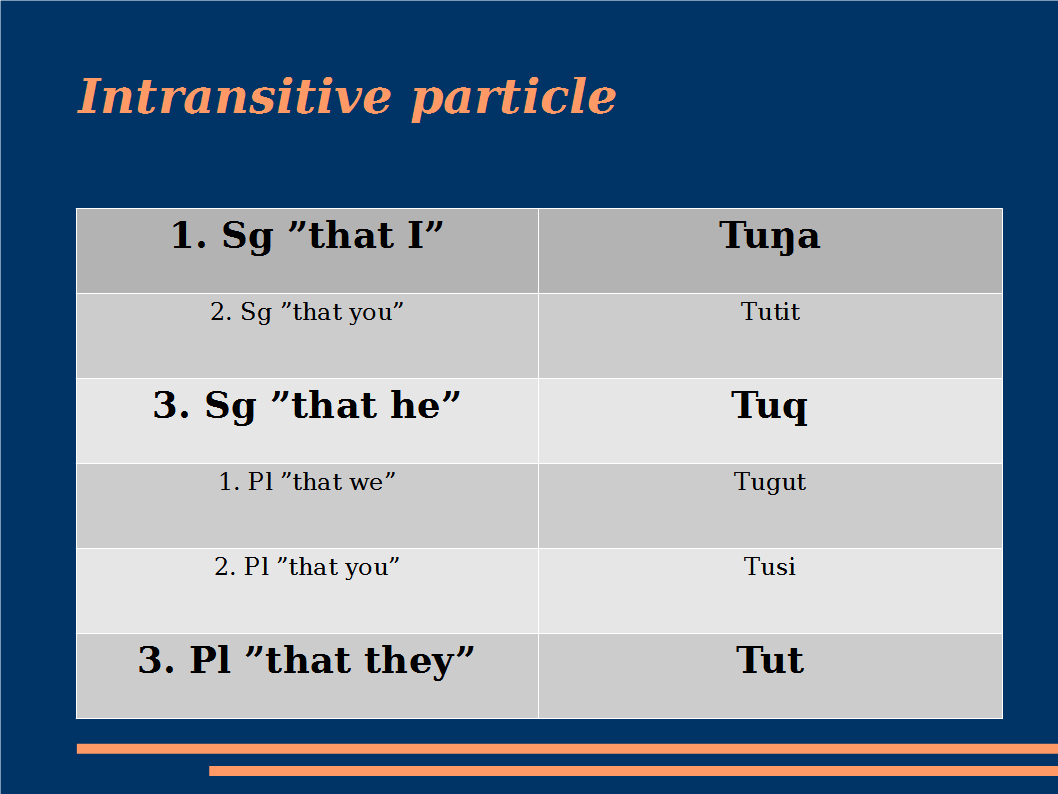 Intransitive particle
1. Sg ”that I” Tuŋa
2. Sg ”that you” Tutit
3. Sg ”that he” Tuq
1. Pl ”that we” Tugut
2. Pl ”that you” Tusi
3. Pl ”that they” Tut